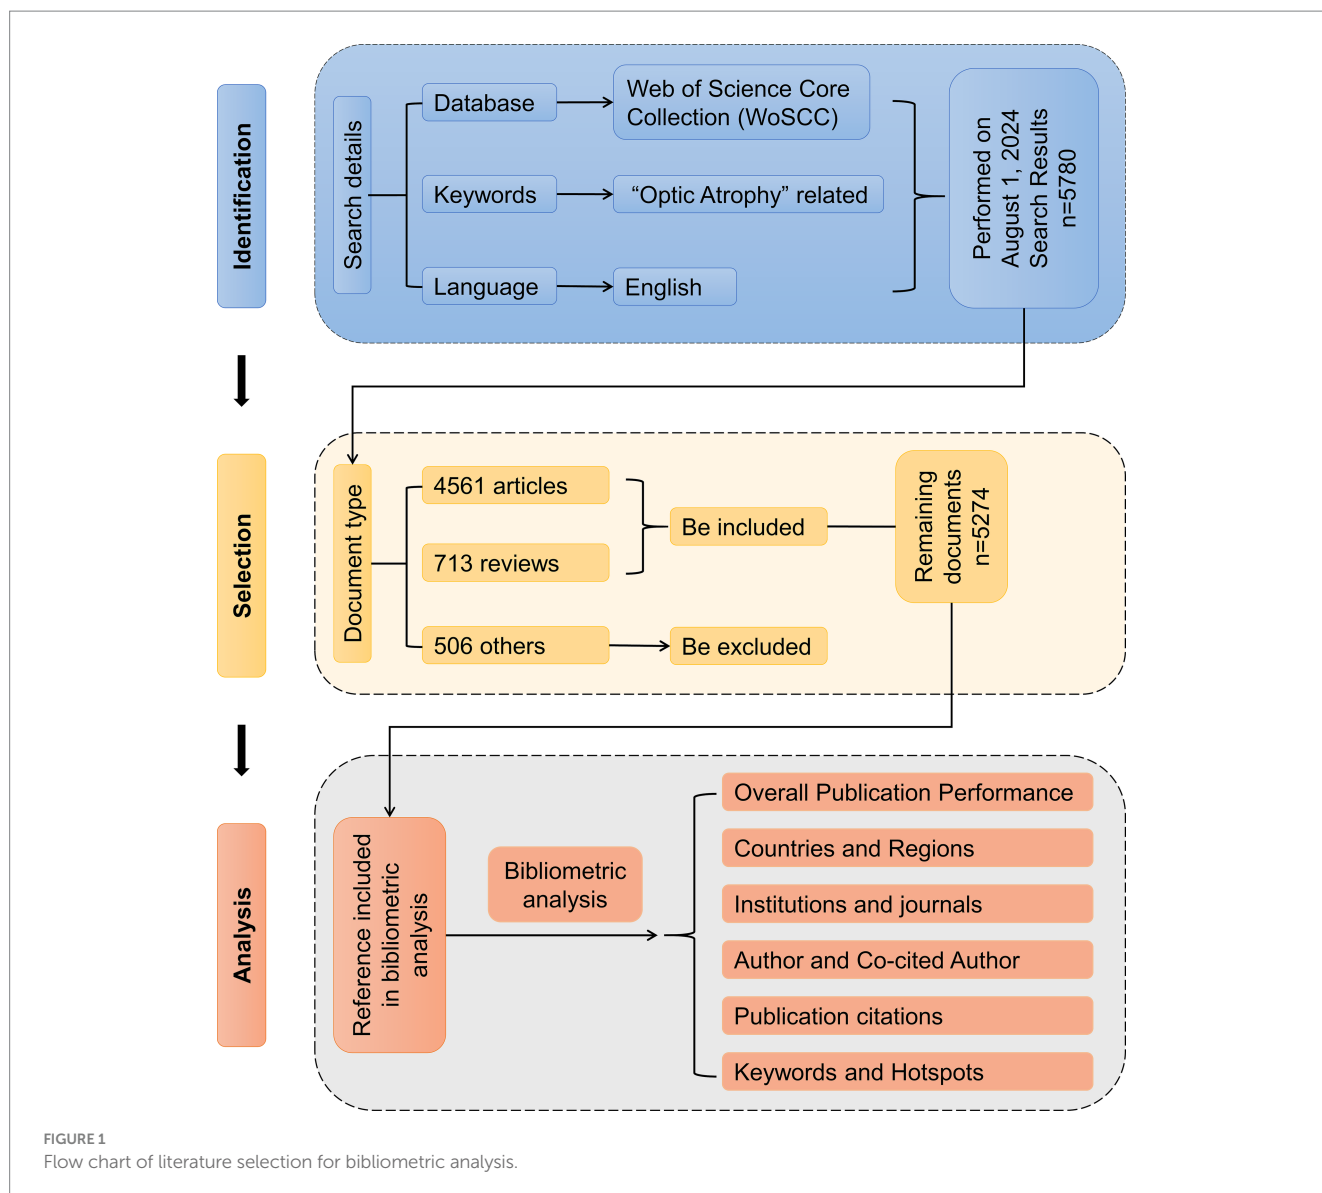 Identification
Search details
Database
Web of Science Core
Collection (WoSCC)
Keywords
“Optic Atrophy” related
Language
English
Performed on
August 1, 2024
Search Results
n=5780
Selection
Document type
4561 articles
713 reviews
506 others
Be included
Be excluded
Remaining
documents
n=5274
Analysis
Reference included
in bibliometric
analysis
Bibliometric
analysis
Overall Publication Performance
Countries and Regions
Institutions and journals
Author and Co-cited Author
Publication citations
Keywords and Hotspots
FIGURE 1
Flow chart of literature selection for bibliometric analysis.